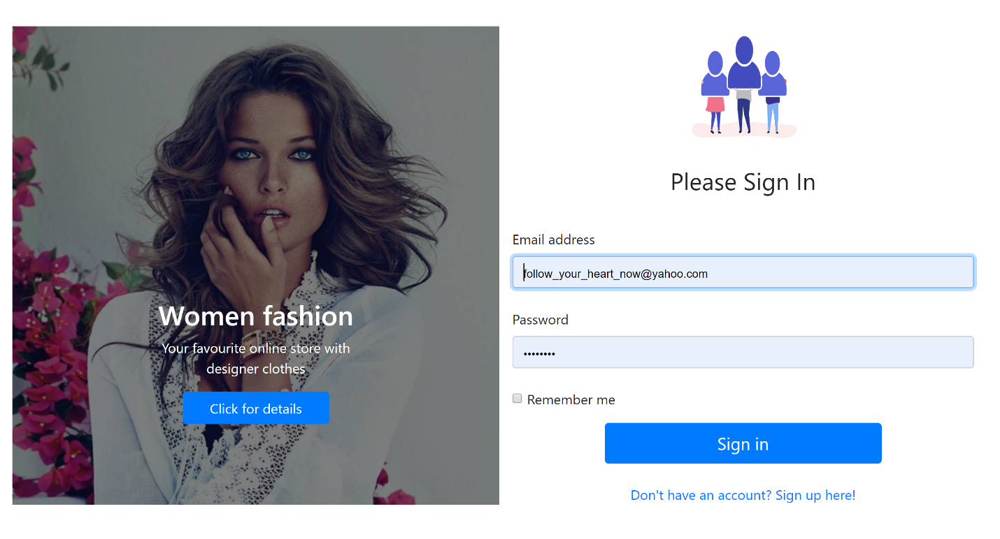 Women fashion
Your favourite online store with
designer clothes
Click for details
Please Sign In
Email address
follow_your_heart_now@yahoo.com
Password
••••••••
Remember me
Sign in
Don't have an account? Sign up here!